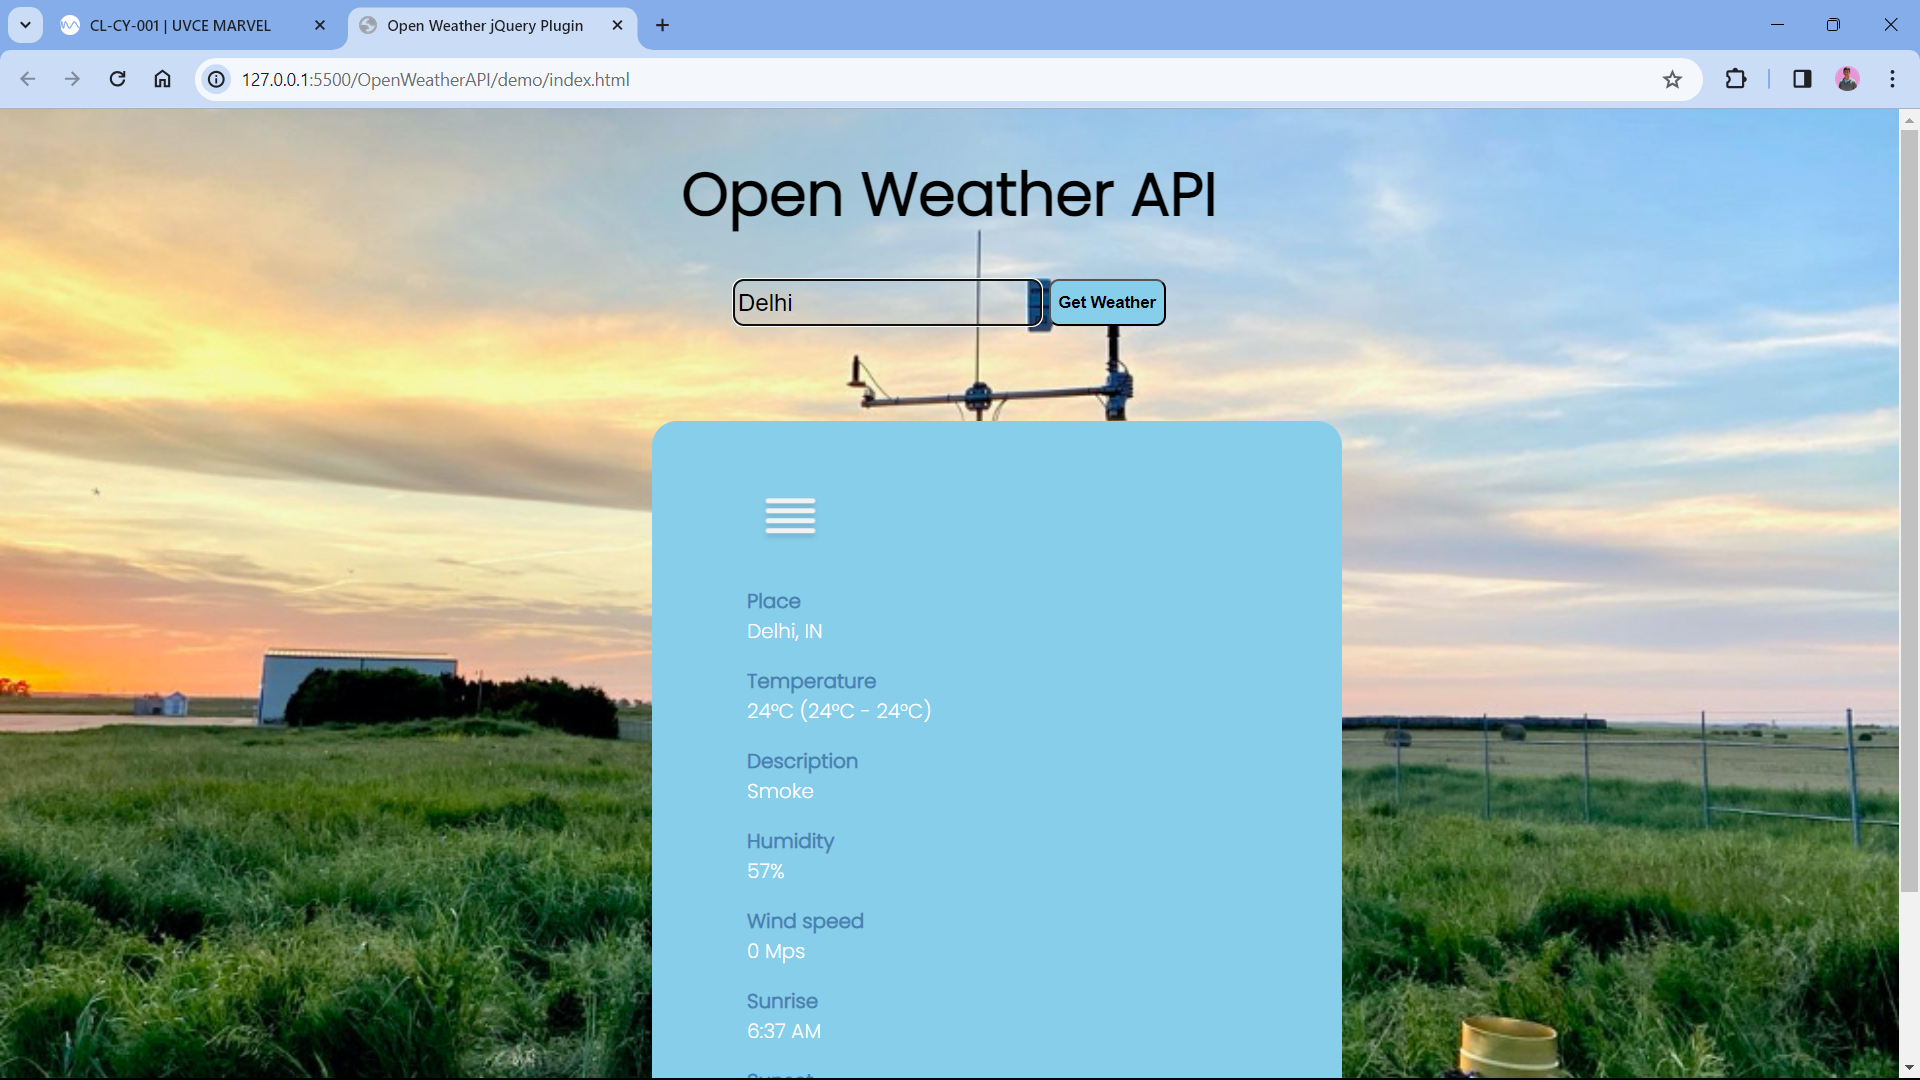 CL-CY-001 | UVCE MARVEL
Open Weather jQuery Plugin
127.0.0.1:5500/OpenWeatherAPI/demo/index.html
Open Weather API
Delhi
Get Weather
Place
Delhi, IN
Temperature
24°C (24°C - 24°C)
Description
Smoke
Humidity
57%
Wind speed
0 Mps
Sunrise
6:37 AM